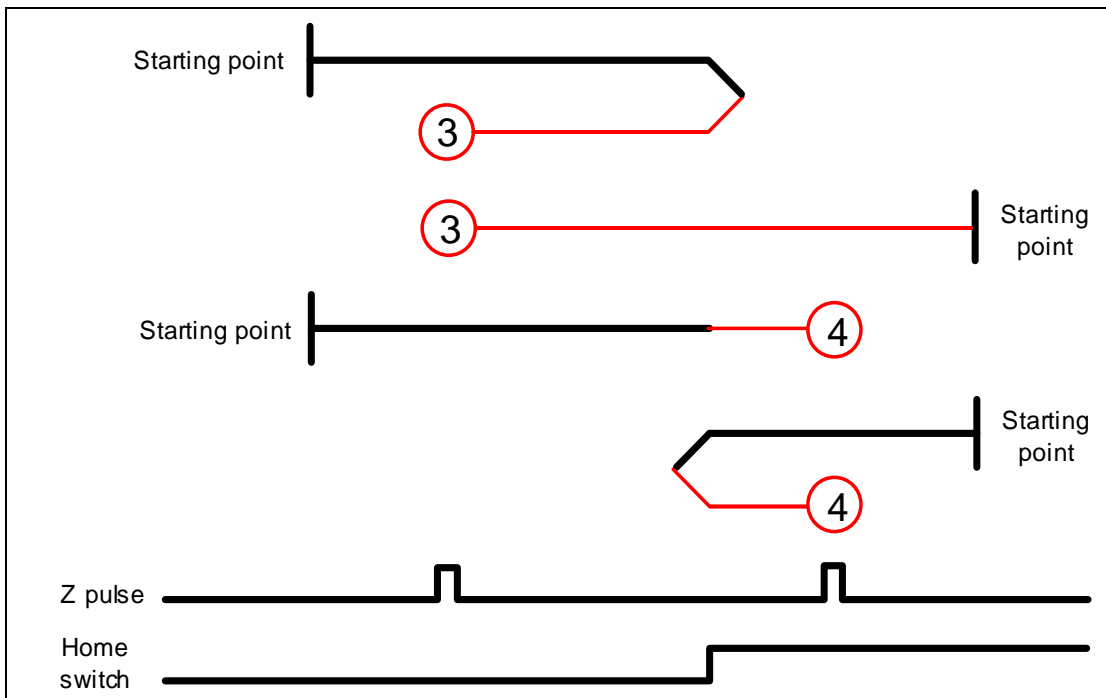 Starting point
3
3
Starting
point
Starting point
4
Starting
point
4
Z pulse
Home
switch